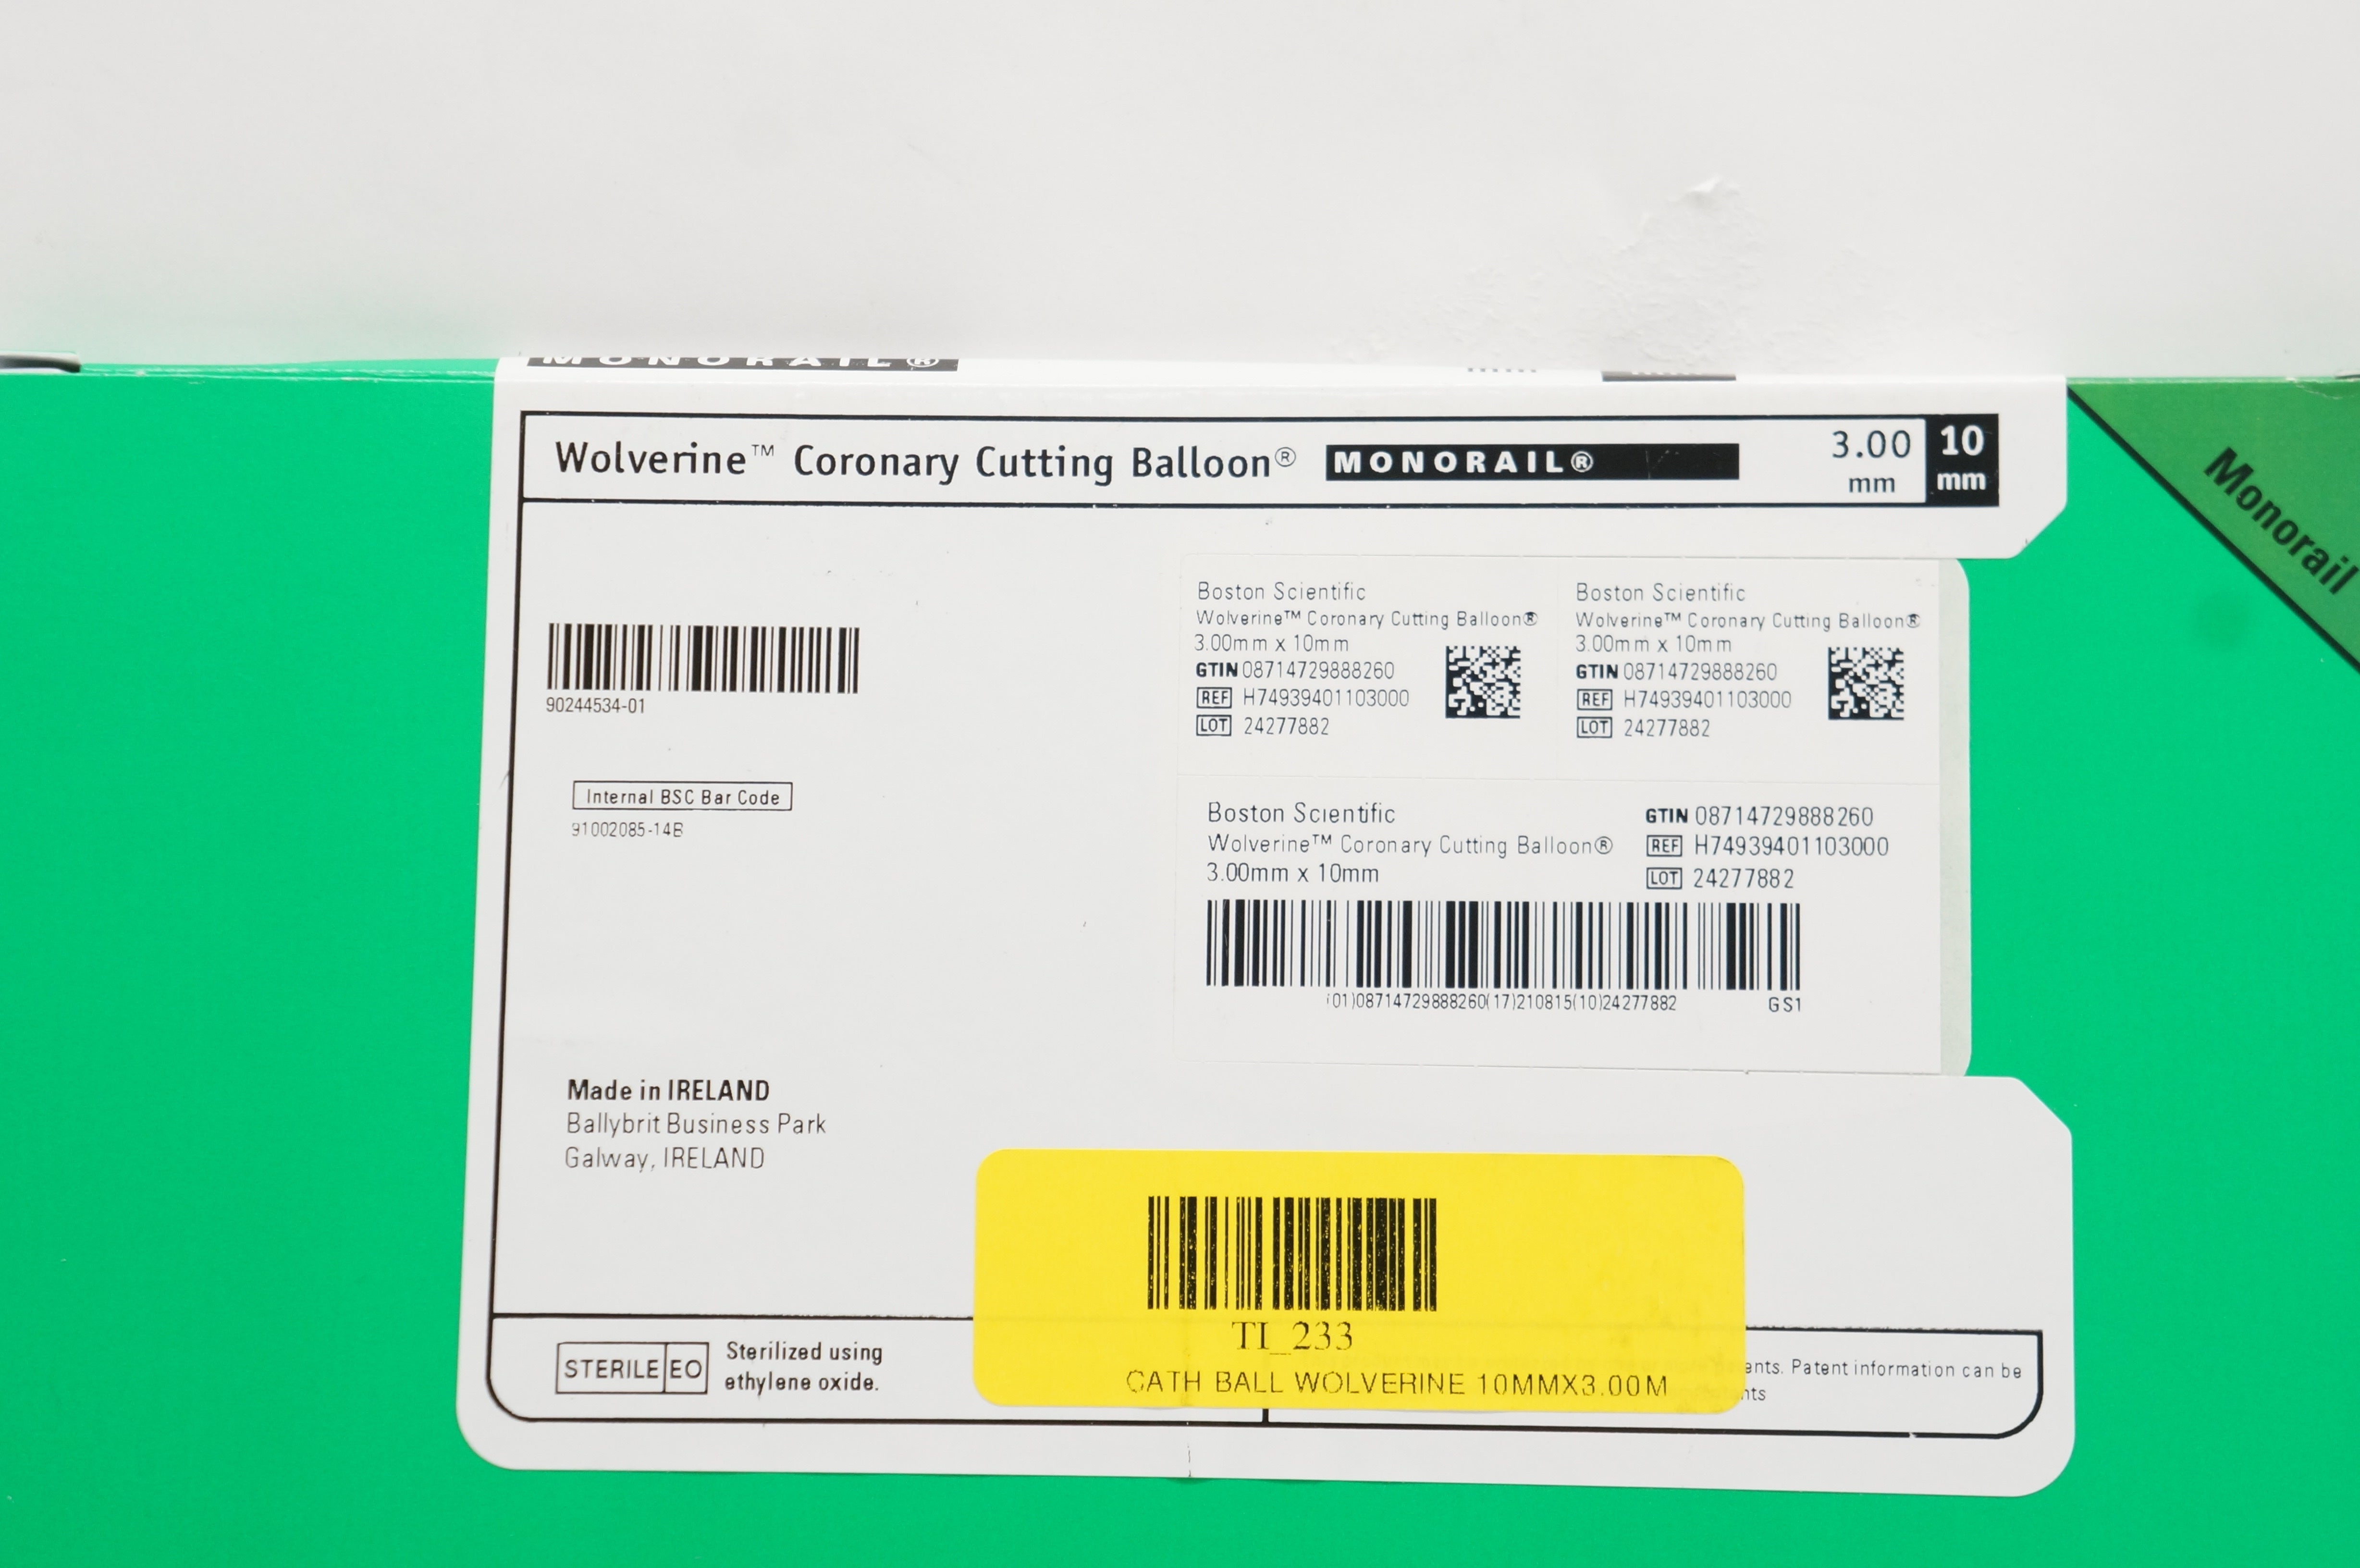 MONORAIL®
mm mm
Wolverine™ Coronary Cutting Balloon® MONORAIL® 3.00 mm 10 mm
Monorail
90244534-01
Internal BSC Bar Code
91002085-14B
Boston Scientific
Wolverine™ Coronary Cutting Balloon®
3.00mm x 10mm
GTIN 08714729888260
REF H74939401103000
LOT 24277882
Boston Scientific
Wolverine™ Coronary Cutting Balloon®
3.00mm x 10mm
GTIN 08714729888260
REF H74939401103000
LOT 24277882
Boston Scientific
Wolverine™ Coronary Cutting Balloon®
3.00mm x 10mm
GTIN 08714729888260
REF H74939401103000
LOT 24277882
(01)08714729888260(17)210815(10)24277882 GS1
Made in IRELAND
Ballybrit Business Park
Galway, IRELAND
TI_233
CATH BALL WOLVERINE 10MMX3.00M
STERILE EO
Sterilized using
ethylene oxide.
Patent information can be